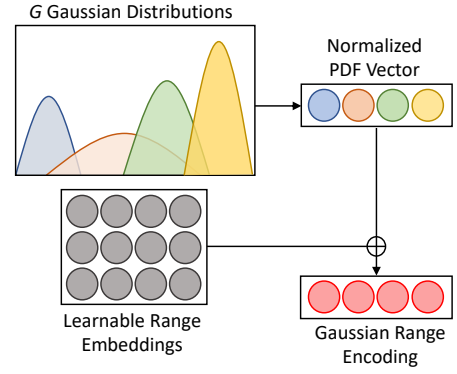 G Gaussian Distributions
Normalized
PDF Vector
Learnable Range
Embeddings
Gaussian Range
Encoding